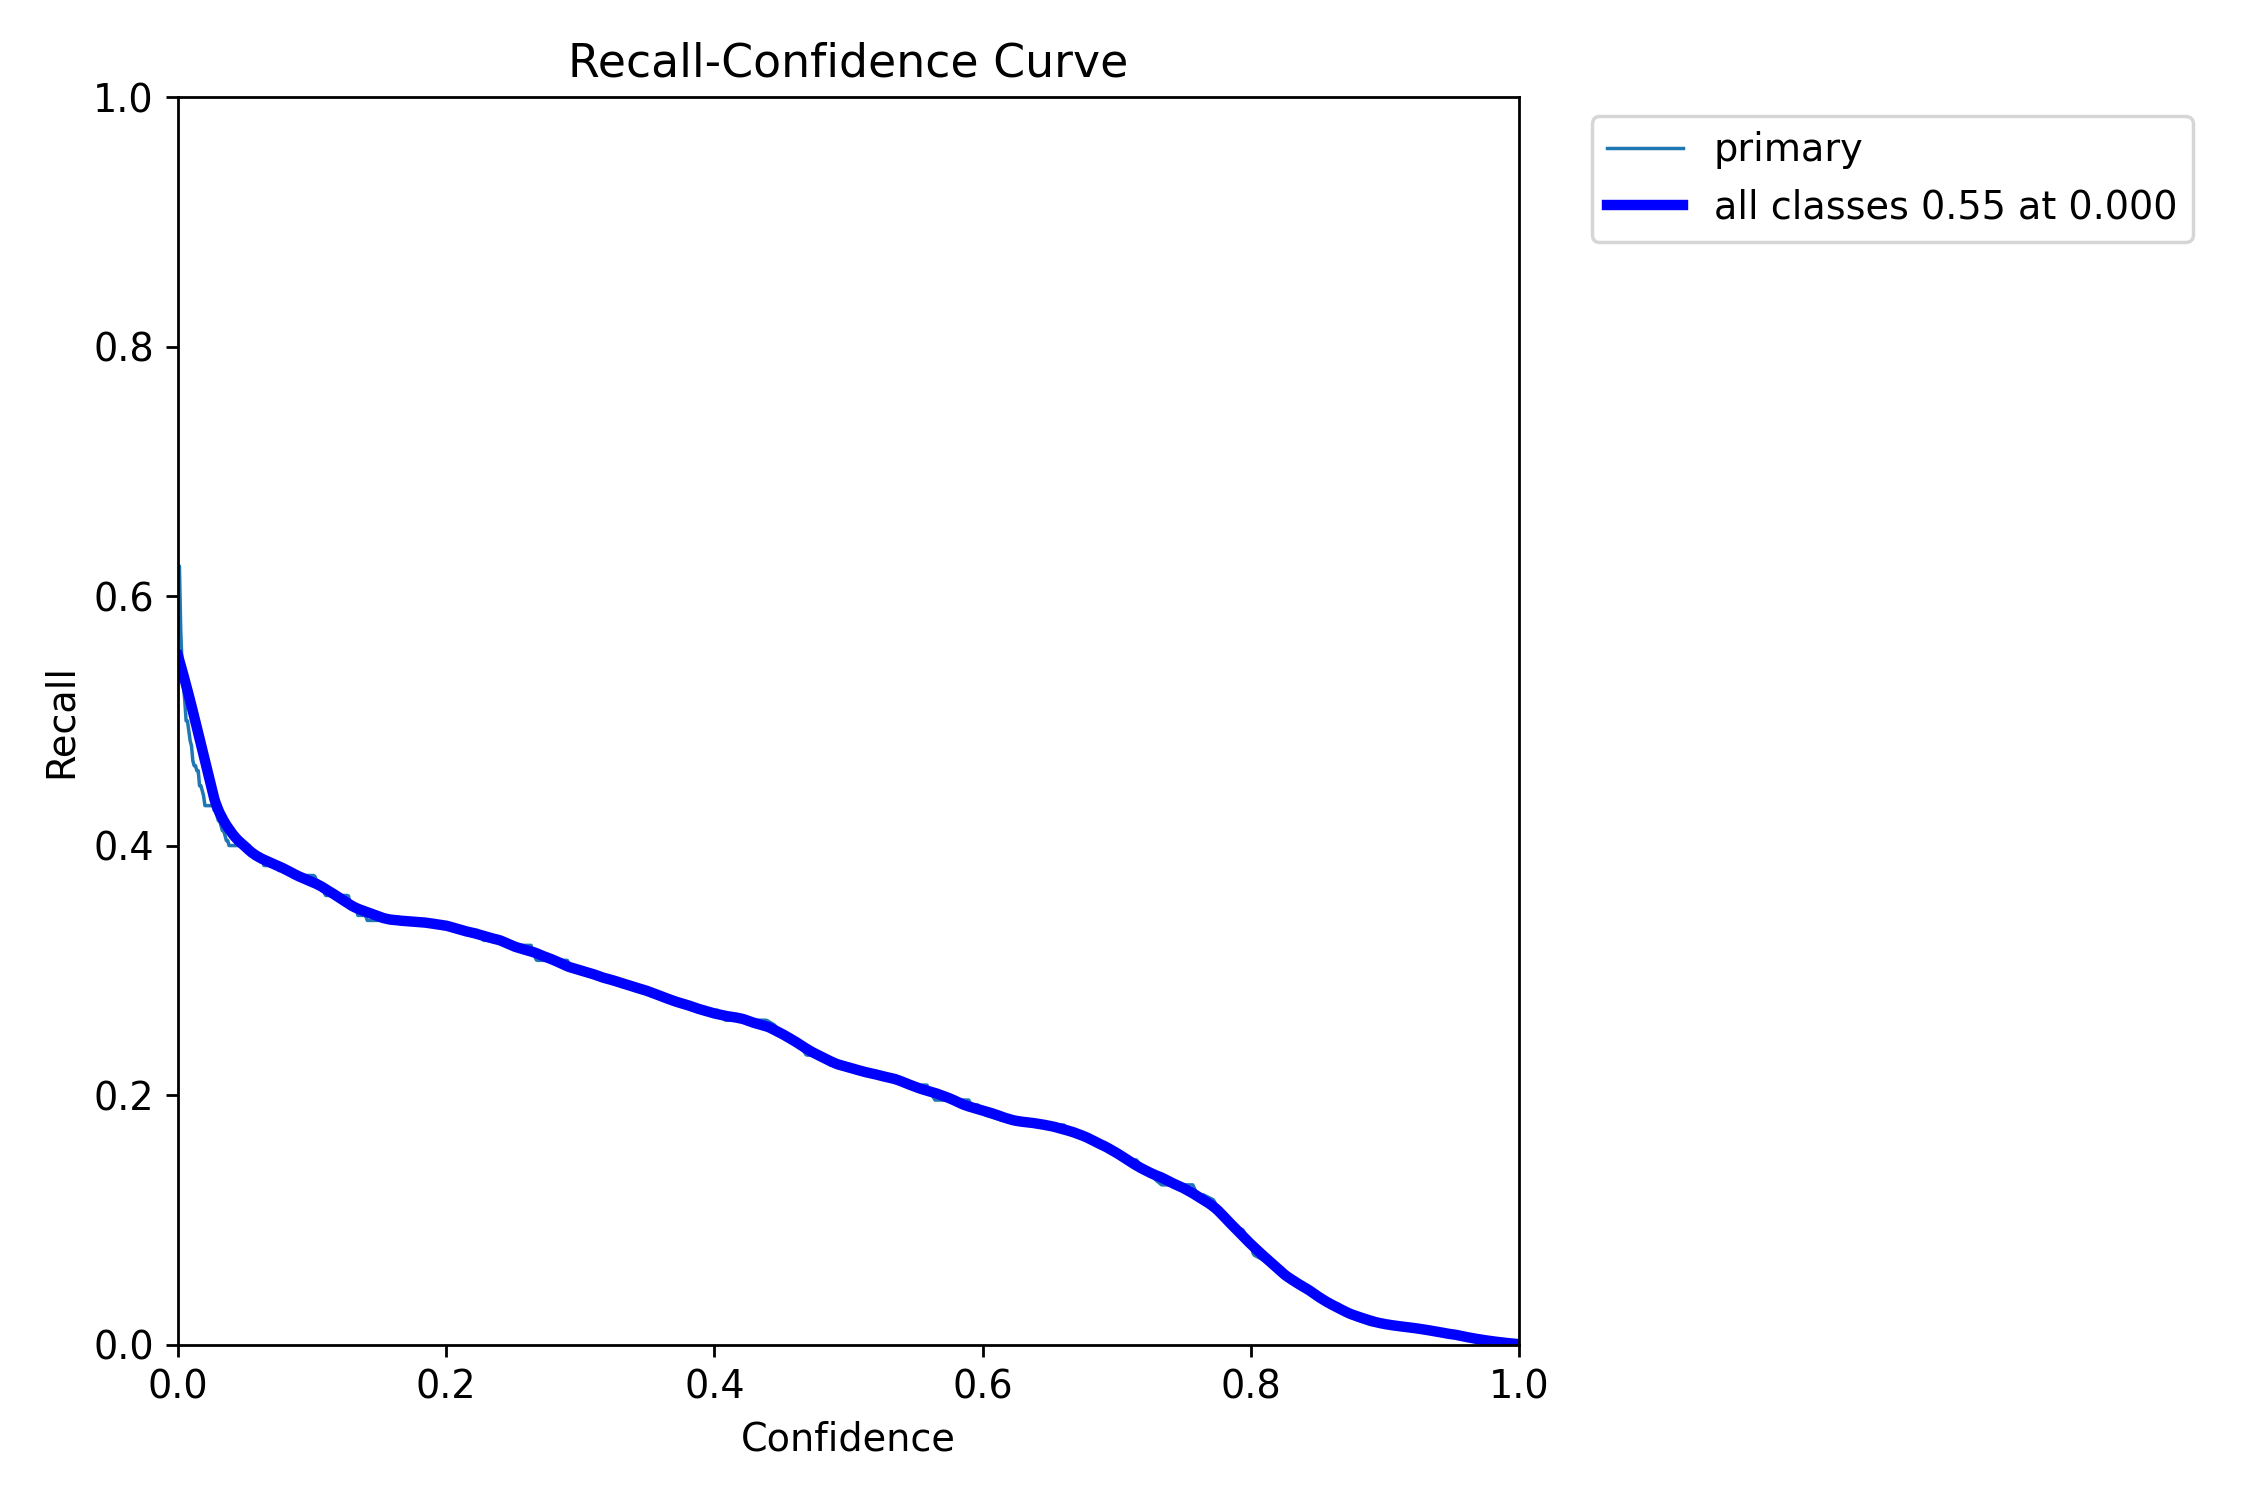 Recall-Confidence Curve
1.0
0.8
0.6
0.4
0.2
0.0
Recall
0.0 0.2 0.4 0.6 0.8 1.0
Confidence
primary
all classes 0.55 at 0.000